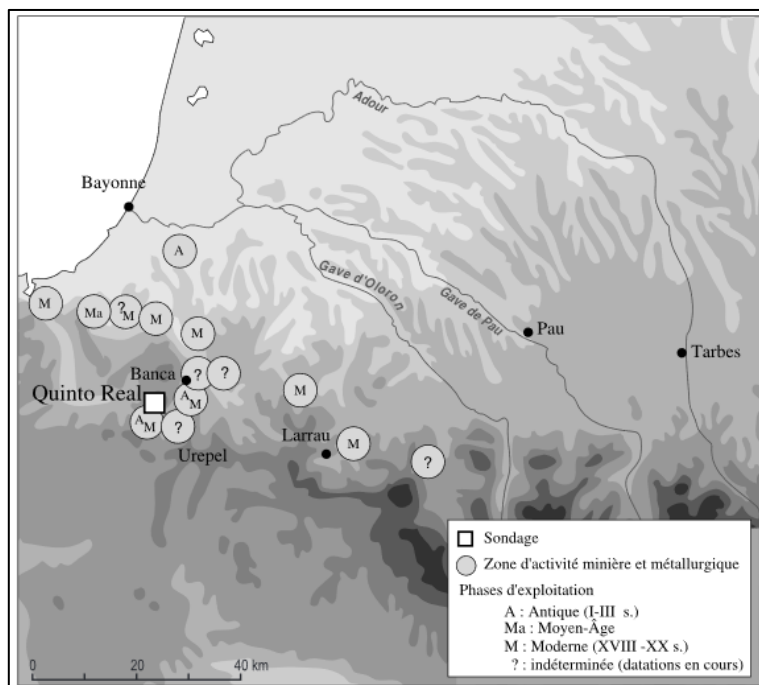 Adour
Bayonne
A
Gave d'Oloron
Gave de Pau
M
Ma
?
M
M
M
Pau
Tarbes
Banca
?
?
Quinto Real
A
M
M
A
M
?
Urepel
Larrau
M
?
Sondage
Zone d'activité minière et métallurgique
Phases d'exploitation
A : Antique (I-III s.)
Ma : Moyen-Âge
M : Moderne (XVIII -XX s.)
? : indéterminée (datations en cours)
0 20 40 km